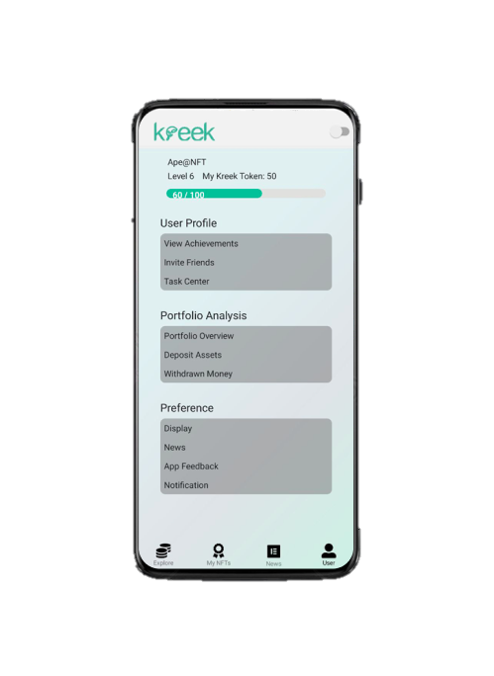 kreek
Ape@NFT
Level 6 My Kreek Token: 50
60 / 100
User Profile
View Achievements
Invite Friends
Task Center
Portfolio Analysis
Portfolio Overview
Deposit Assets
Withdrawn Money
Preference
Display
News
App Feedback
Notification
Explore My NFTs News User